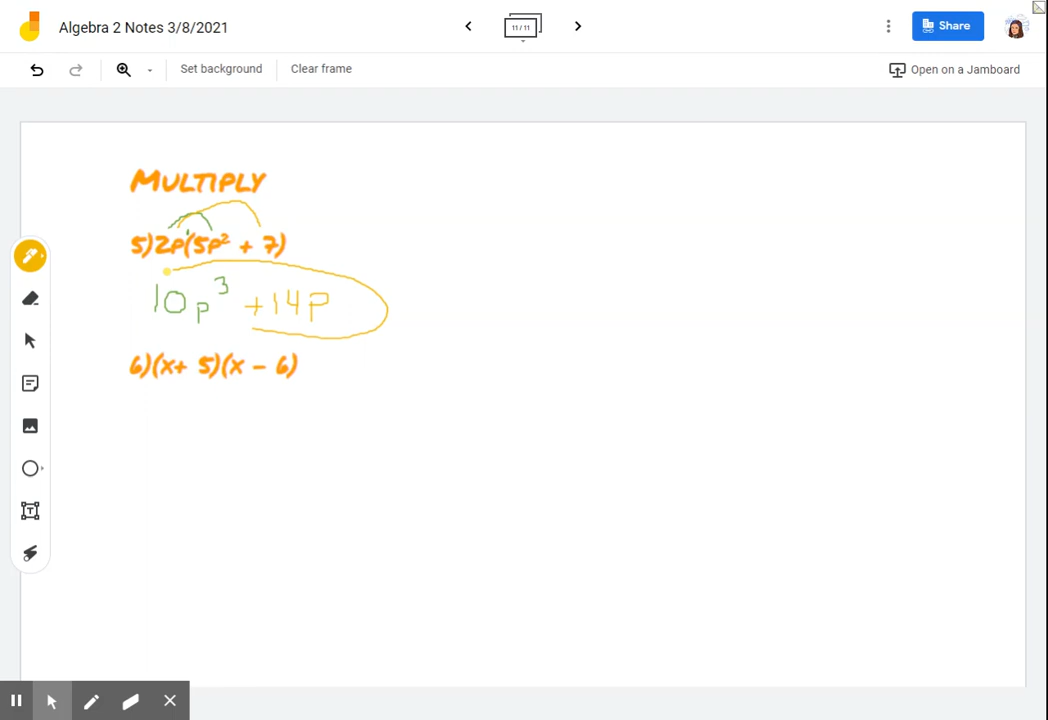 Algebra 2 Notes 3/8/2021
11/11
Share
Set background
Clear frame
Open on a Jamboard
MULTIPLY
5)2p(5p² + 7)
10p³ +14p
6)(x+ 5)(x - 6)